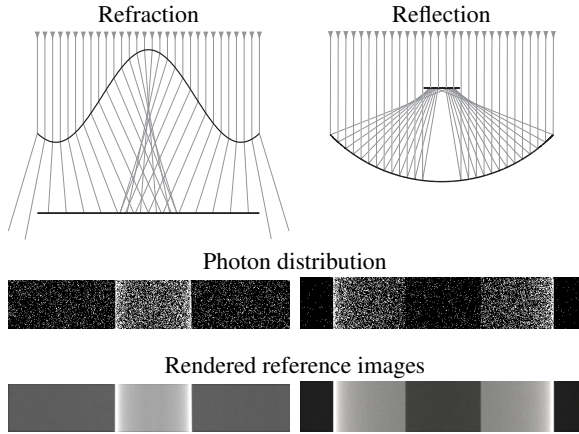 Refraction
Reflection
Photon distribution
Rendered reference images